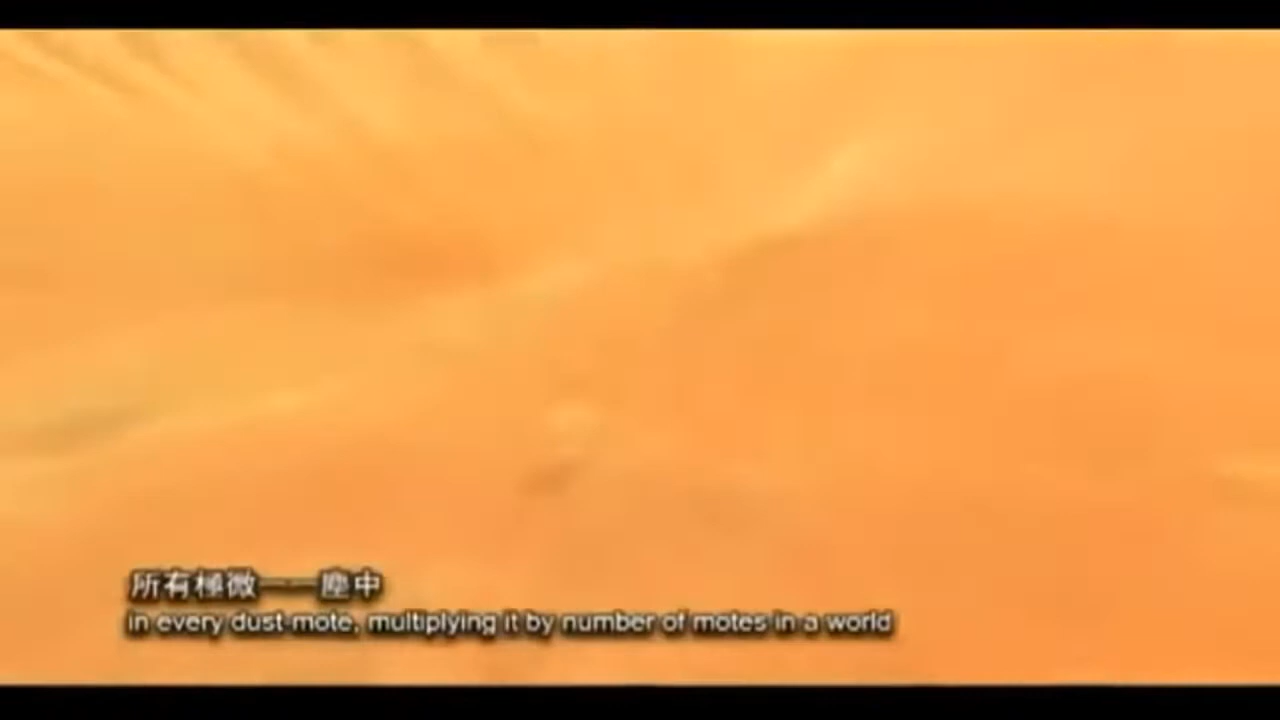 所有極微一一塵中
in every dust-mote, multiplying it by number of motes in a world